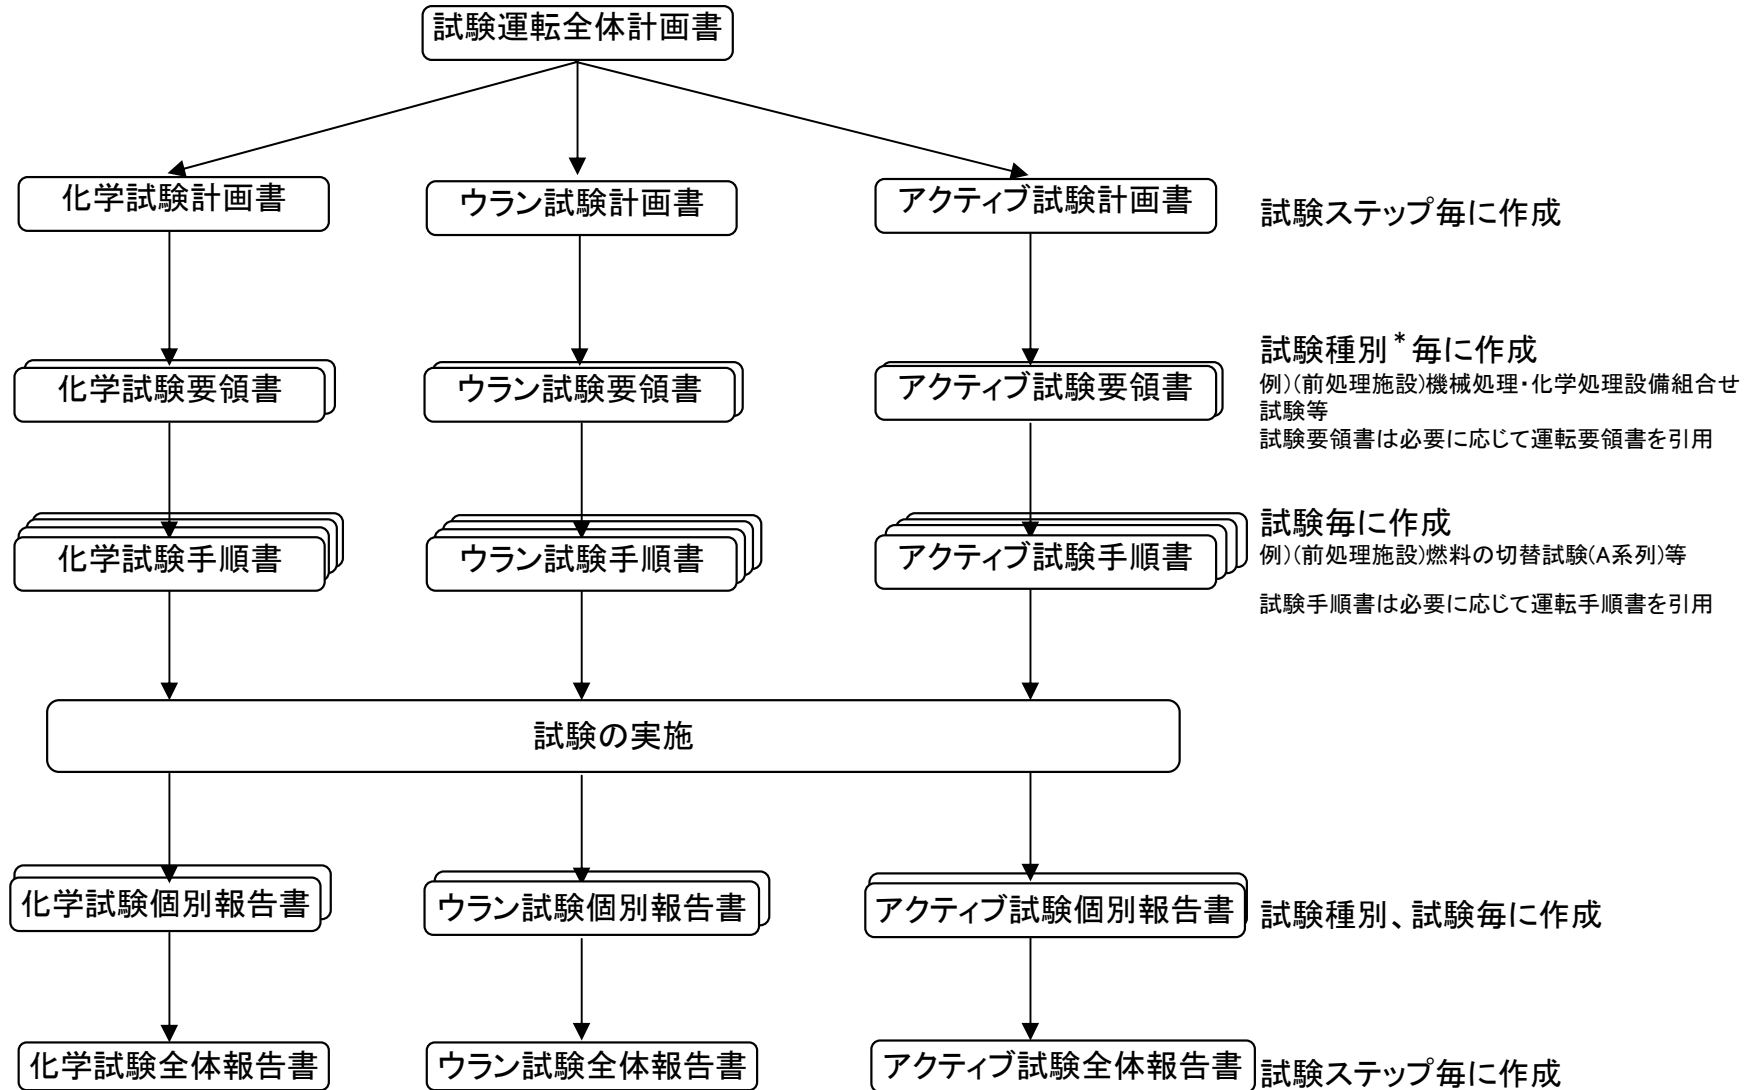 試験運転全体計画書
化学試験計画書
ウラン試験計画書
アクティブ試験計画書
試験ステップ毎に作成
化学試験要領書
ウラン試験要領書
アクティブ試験要領書
試験種別*毎に作成
例)(前処理施設)機械処理・化学処理設備組合せ
試験等
試験要領書は必要に応じて運転要領書を引用
化学試験手順書
ウラン試験手順書
アクティブ試験手順書
試験毎に作成
例)(前処理施設)燃料の切替試験(A系列)等
試験手順書は必要に応じて運転手順書を引用
試験の実施
化学試験個別報告書
ウラン試験個別報告書
アクティブ試験個別報告書
試験種別、試験毎に作成
化学試験全体報告書
ウラン試験全体報告書
アクティブ試験全体報告書
試験ステップ毎に作成